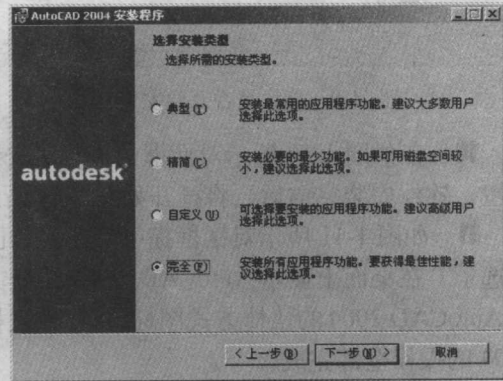 AutoCAD 2004 安装程序
选择安装类型
选择所需的安装类型。
典型(T)
安装最常用的应用程序功能。建议大多数用户
选择此选项。
精简(C)
安装必要的最少功能。如果可用磁盘空间较
小，建议选择此选项。
autodesk
自定义(U)
可选择要安装的应用程序功能。建议高级用户
选择此选项。
完全(F)
安装所有应用程序功能。要获得最佳性能，建
议选择此选项。
<上一步(B)
下一步(N)>
取消